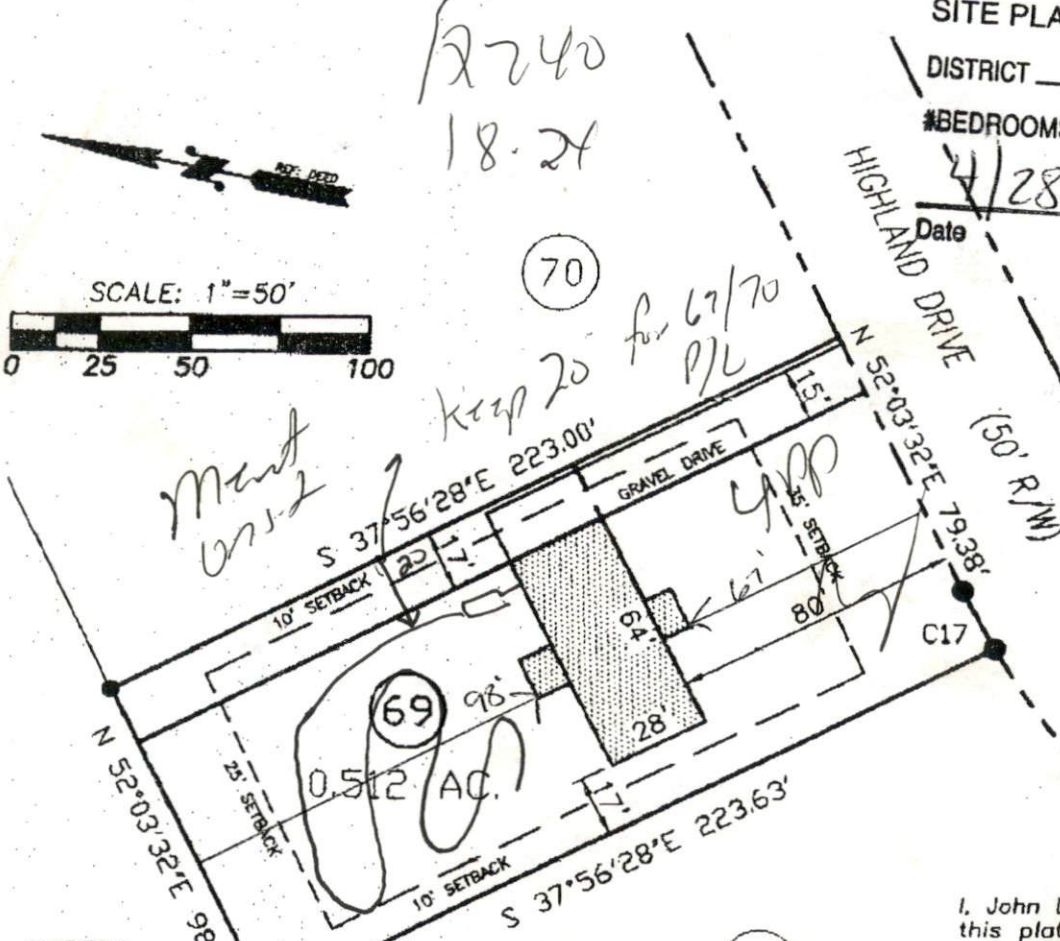 SITE PLA
DISTRICT
#BEDROOMS
4/28
Date
18-24
REF: DEED
SCALE: 1"=50'
0 25 50 100
70
Keep 20' for 69/70
P/L
HIGHLAND DRIVE
(50' R/W)
N 52°03'32"E 79.38'
C17
S 37°56'28"E 223.00'
15'
GRAVEL DRIVE
35' SETBACK
10' SETBACK
20
17'
67'
80'
64'
28'
98'
69
0.512 AC.
25' SETBACK
N 52°03'32"E 98
17'
10' SETBACK
S 37°56'28"E 223.63'
I, John
this plat